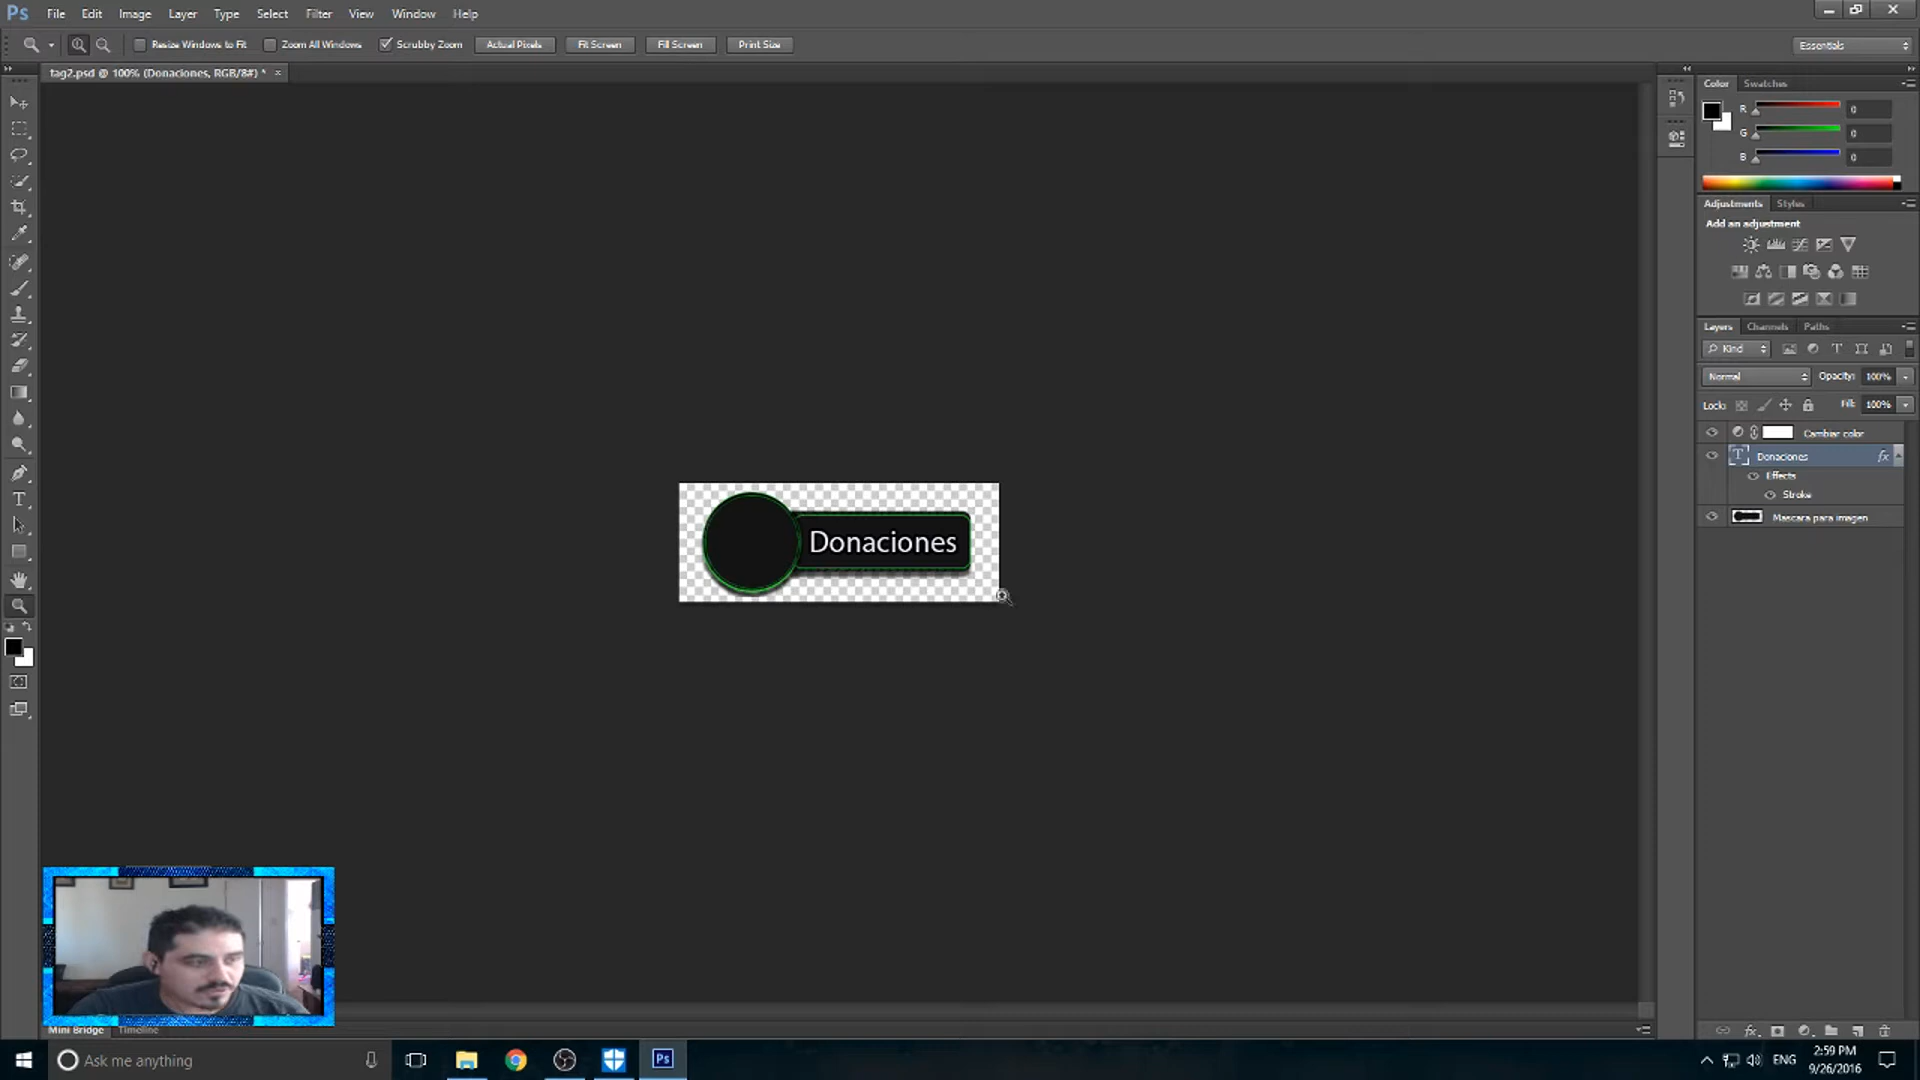 Ps File Edit Image Layer Type Select Filter View Window Help
Resize Windows to Fit Zoom All Windows Scrubby Zoom Actual Pixels Fit Screen Fill Screen Print Size Essentials
tag2.psd @ 100% (Donaciones, RGB/8#) *
Color Swatches
R 0
G 0
B 0
Adjustments Styles
Add an adjustment
Layers Channels Paths
Kind
Normal Opacity: 100%
Lock: Fill: 100%
Cambiar color
T Donaciones fx
Effects
Stroke
Mascara para imagen
Donaciones
Mini Bridge Timeline
Ask me anything
Ps
ENG
2:59 PM
9/26/2016